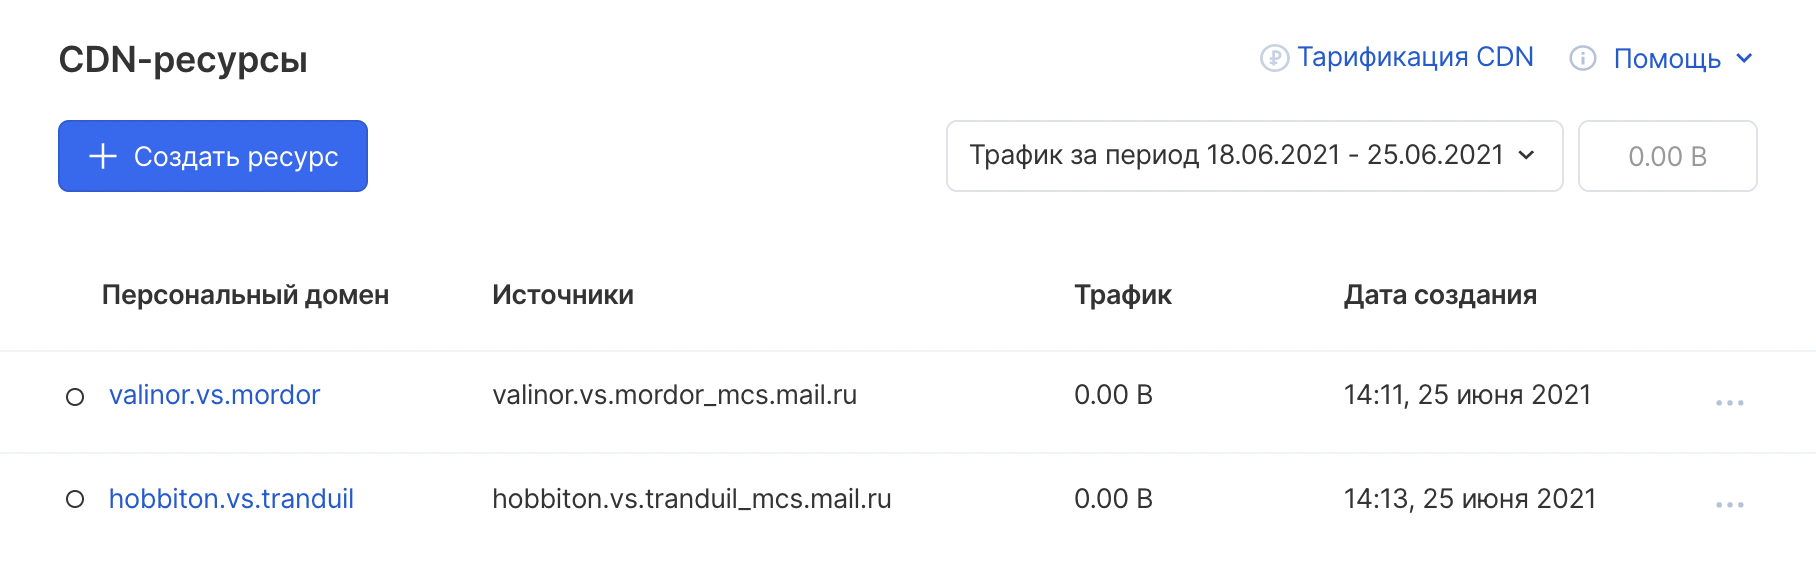 CDN-ресурсы
Тарификация CDN
Помощь
Создать ресурс
Трафик за период 18.06.2021 - 25.06.2021
0.00 B
Персональный домен Источники Трафик Дата создания
valinor.vs.mordor valinor.vs.mordor_mcs.mail.ru 0.00 B 14:11, 25 июня 2021
hobbiton.vs.tranduil hobbiton.vs.tranduil_mcs.mail.ru 0.00 B 14:13, 25 июня 2021